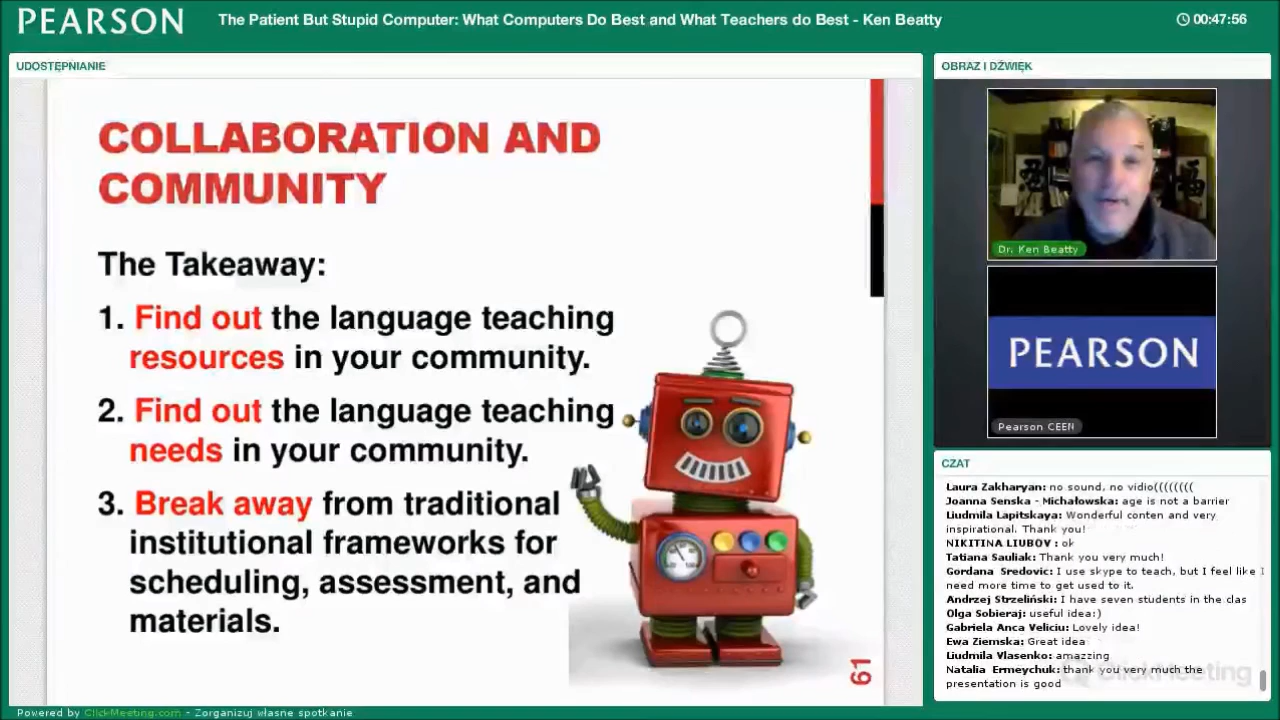 PEARSON
The Patient But Stupid Computer: What Computers Do Best and What Teachers do Best - Ken Beatty
00:47:56
UDOSTĘPNIANIE
COLLABORATION AND
COMMUNITY
The Takeaway:
1. Find out the language teaching
resources in your community.
2. Find out the language teaching
needs in your community.
3. Break away from traditional
institutional frameworks for
scheduling, assessment, and
materials.
61
OBRAZ I DŹWIĘK
福
Dr. Ken Beatty
PEARSON
Pearson CEEN
CZAT
Laura Zakharyan: no sound, no vidio((((((((
Joanna Senska - Michałowska: age is not a barrier
Liudmila Lapitskaya: Wonderful conten and very
inspirational. Thank you!
NIKITINA LIUBOV : ok
Tatiana Sauliak: Thank you very much!
Gordana Sredovic: I use skype to teach, but I feel like I
need more time to get used to it.
Andrzej Strzeliński: I have seven students in the clas
Olga Sobieraj: useful idea:)
Gabriela Anca Veliciu: Lovely idea!
Ewa Ziemska: Great idea
Liudmila Vlasenko: amazzing
Natalia Ermeychuk: thank you very much the
presentation is good
ClickMeeting
Powered by ClickMeeting.com - Zorganizuj własne spotkanie